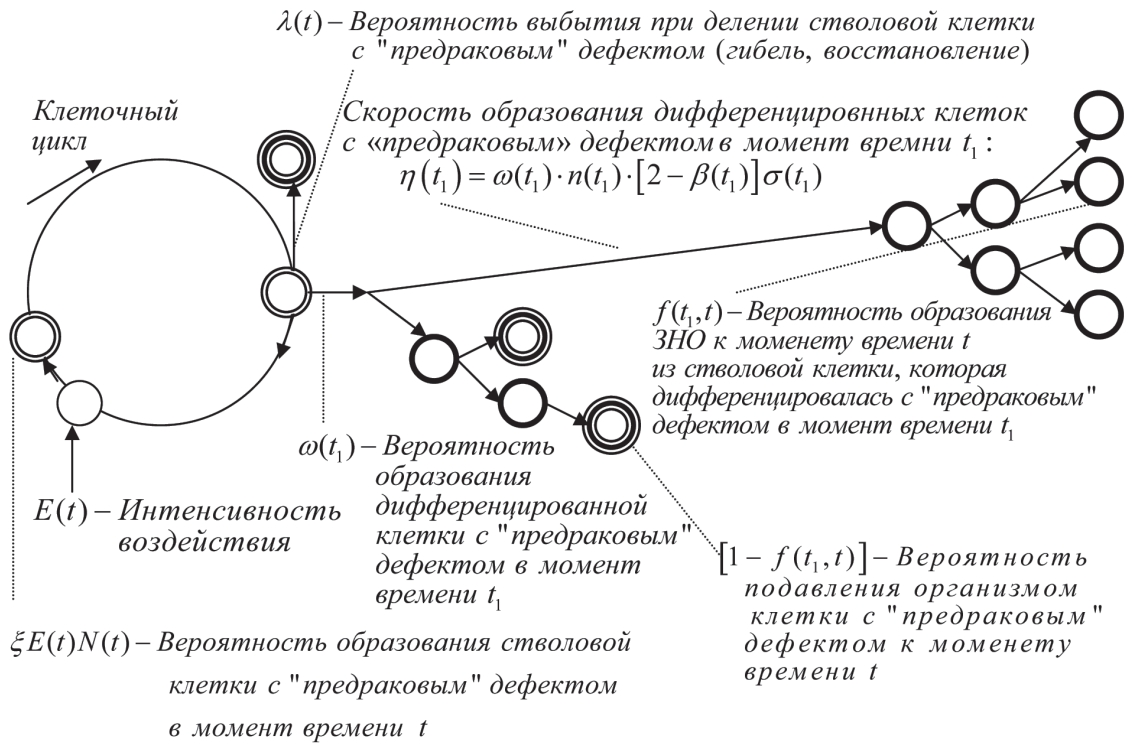 λ(t) – Вероятность выбытия при делении стволовой клетки
с "предраковым" дефектом (гибель, восстановление)
Клеточный
цикл
Скорость образования дифференцировнных клеток
с «предраковым» дефектом в момент времни t₁ :
η(t₁) = ω(t₁) · n(t₁) · [2 – β(t₁)]σ(t₁)
f(t₁,t) – Вероятность образования
ЗНО к моменету времени t
из стволовой клетки, которая
дифференцировалась с "предраковым"
дефектом в момент времени t₁
ω(t₁) – Вероятность
образования
дифференцированной
клетки с "предраковым"
дефектом в момент
времени t₁
E(t) – Интенсивность
воздействия
[1 – f(t₁,t)] – Вероятность
подавления организмом
клетки с "предраковым"
дефектом к моменету
времени t
ξE(t)N(t) – Вероятность образования стволовой
клетки с "предраковым" дефектом
в момент времени t